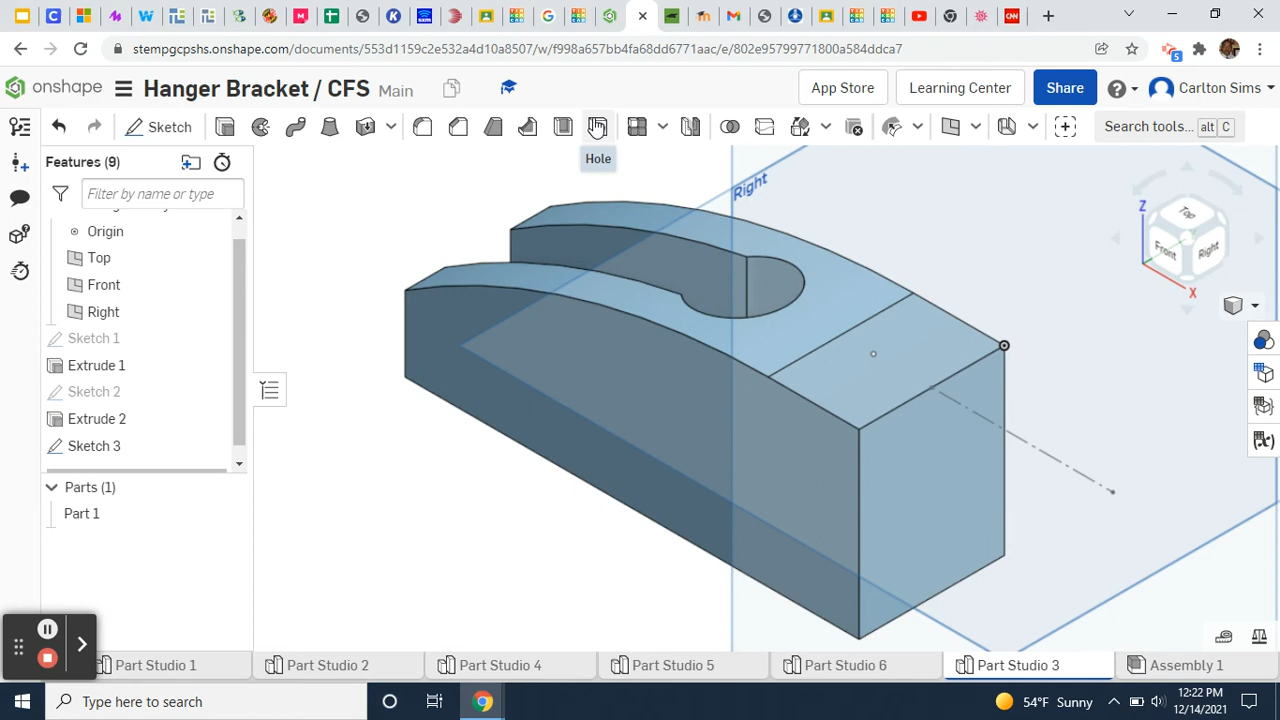 stempgcpshs.onshape.com/documents/553d1159c2e532a4d10a8507/w/f998a657bb4fa68dd6771aac/e/802e95799771800a584ddca7
5
CNN
onshape
Hanger Bracket / CFS Main
App Store
Learning Center
Share
Carlton Sims
Sketch
Search tools... alt C
Hole
Features (9)
Filter by name or type
Origin
Top
Front
Right
Sketch 1
Extrude 1
Sketch 2
Extrude 2
Sketch 3
Parts (1)
Part 1
Right
Z
Top
Front
Right
X
Part Studio 1
Part Studio 2
Part Studio 4
Part Studio 5
Part Studio 6
Part Studio 3
Assembly 1
Type here to search
54°F Sunny
12:22 PM
12/14/2021